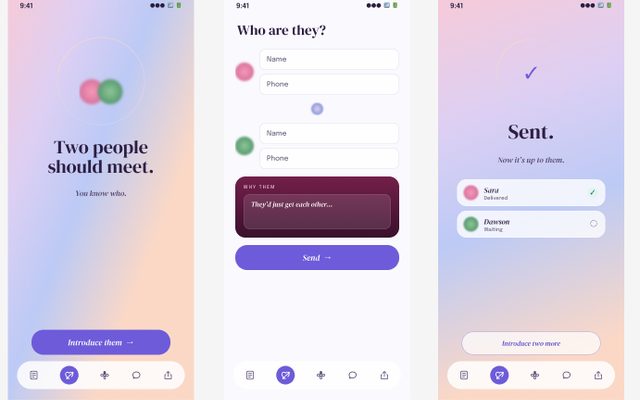 9:41
Two people
should meet.
You know who.
Introduce them →
9:41
Who are they?
Name
Phone
Name
Phone
WHY THEM
They'd just get each other...
Send →
9:41
✓
Sent.
Now it's up to them.
Sara
Delivered
✓
Dawson
Waiting
Introduce two more